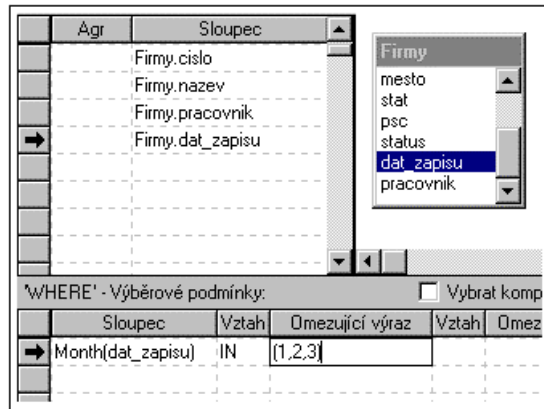 Agr Sloupec
Firmy.cislo
Firmy.nazev
Firmy.pracovnik
Firmy.dat_zapisu
Firmy
mesto
stat
psc
status
dat_zapisu
pracovnik
'WHERE' - Výběrové podmínky: Vybrat komp
Sloupec Vztah Omezující výraz Vztah Omez
Month(dat_zapisu) IN (1,2,3)